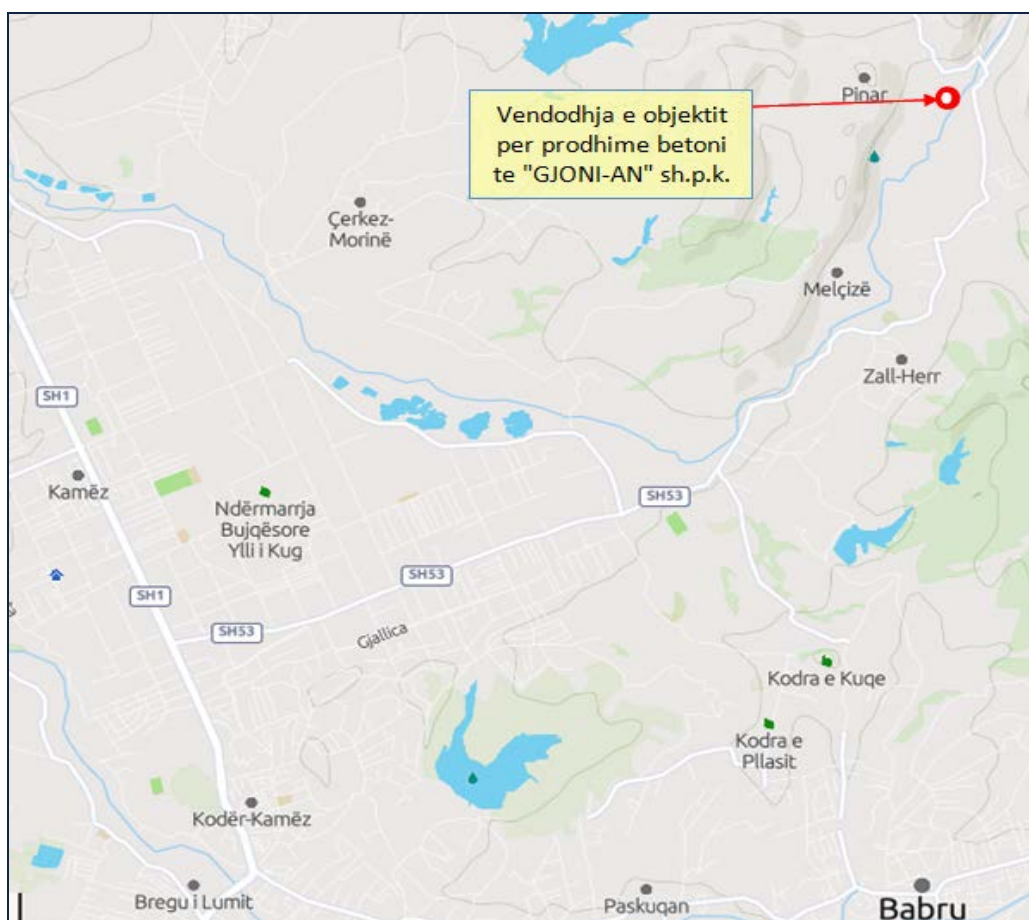 Pinar
Vendodhja e objektit
per prodhime betoni
te "GJONI-AN" sh.p.k.
Çerkez-
Morinë
Melçizë
Zall-Herr
SH1
Kamëz
Ndërmarrja
Bujqësore
Ylli i Kug
SH53
SH53
SH1
SH53
Gjallica
Kodra e Kuqe
Kodra e
Pllasit
Kodër-Kamëz
Bregu i Lumit
Paskuqan
Babru